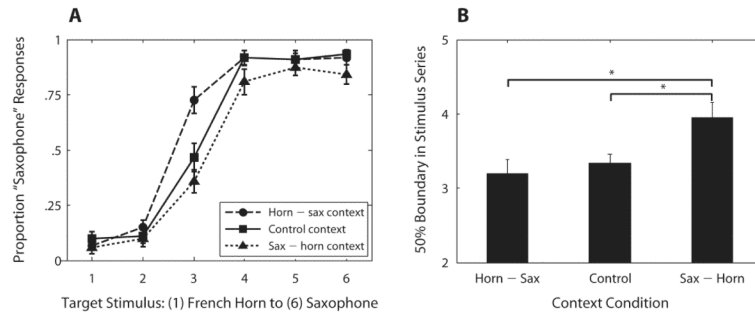 A
Proportion "Saxophone" Responses
1
.75
.5
.25
0
Horn – sax context
Control context
Sax – horn context
1 2 3 4 5 6
Target Stimulus: (1) French Horn to (6) Saxophone
B
50% Boundary in Stimulus Series
5
4
3
2
*
*
Horn – Sax Control Sax – Horn
Context Condition